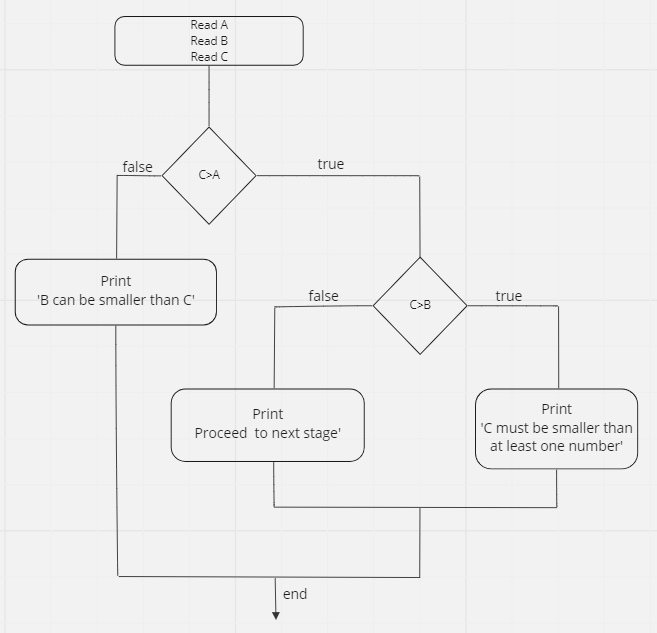 Read A
Read B
Read C
C>A
false
true
Print
'B can be smaller than C'
C>B
false
true
Print
Proceed  to next stage'
Print
'C must be smaller than
at least one number'
end